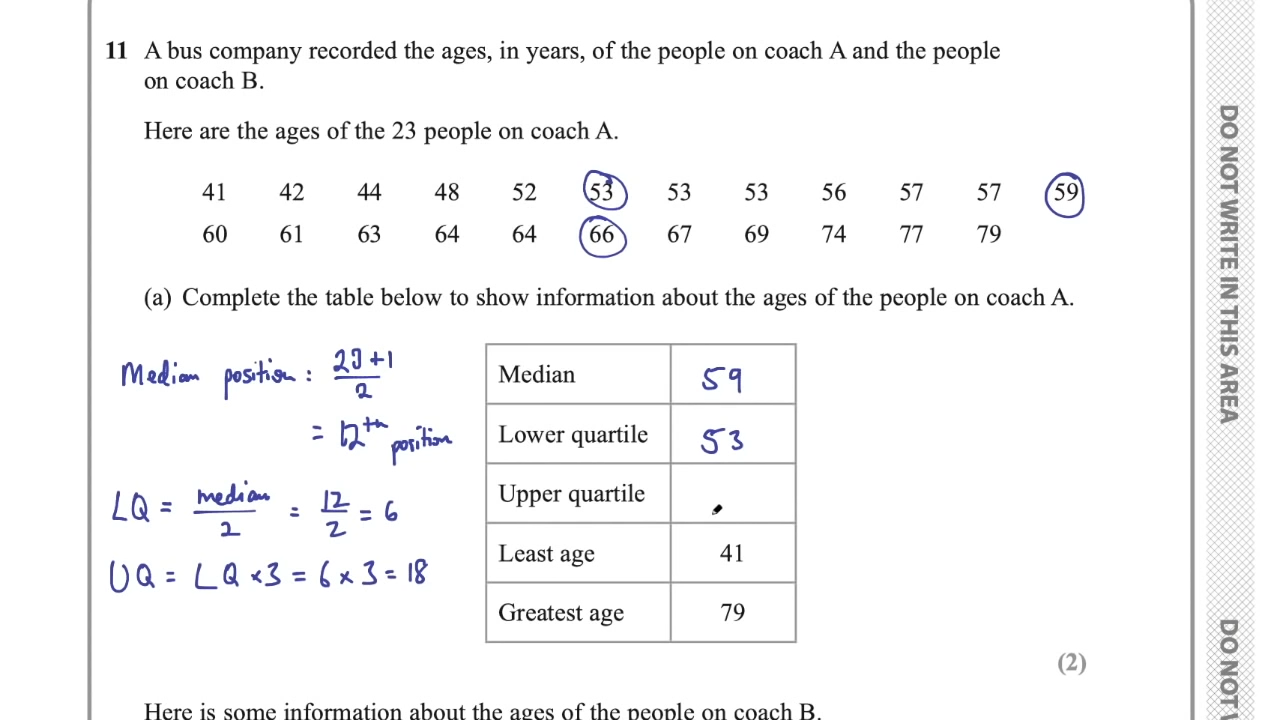 11 A bus company recorded the ages, in years, of the people on coach A and the people
on coach B.
Here are the ages of the 23 people on coach A.
41 42 44 48 52 53 53 53 56 57 57 59
60 61 63 64 64 66 67 69 74 77 79
(a) Complete the table below to show information about the ages of the people on coach A.
Median position: 23+1
2
= 12th position
LQ = median/2 = 12/2 = 6
UQ = LQ × 3 = 6 × 3 = 18
Median 59
Lower quartile 53
Upper quartile
Least age 41
Greatest age 79
(2)
Here is some information about the ages of the people on coach B.
DO NOT WRITE IN THIS AREA
DO NOT